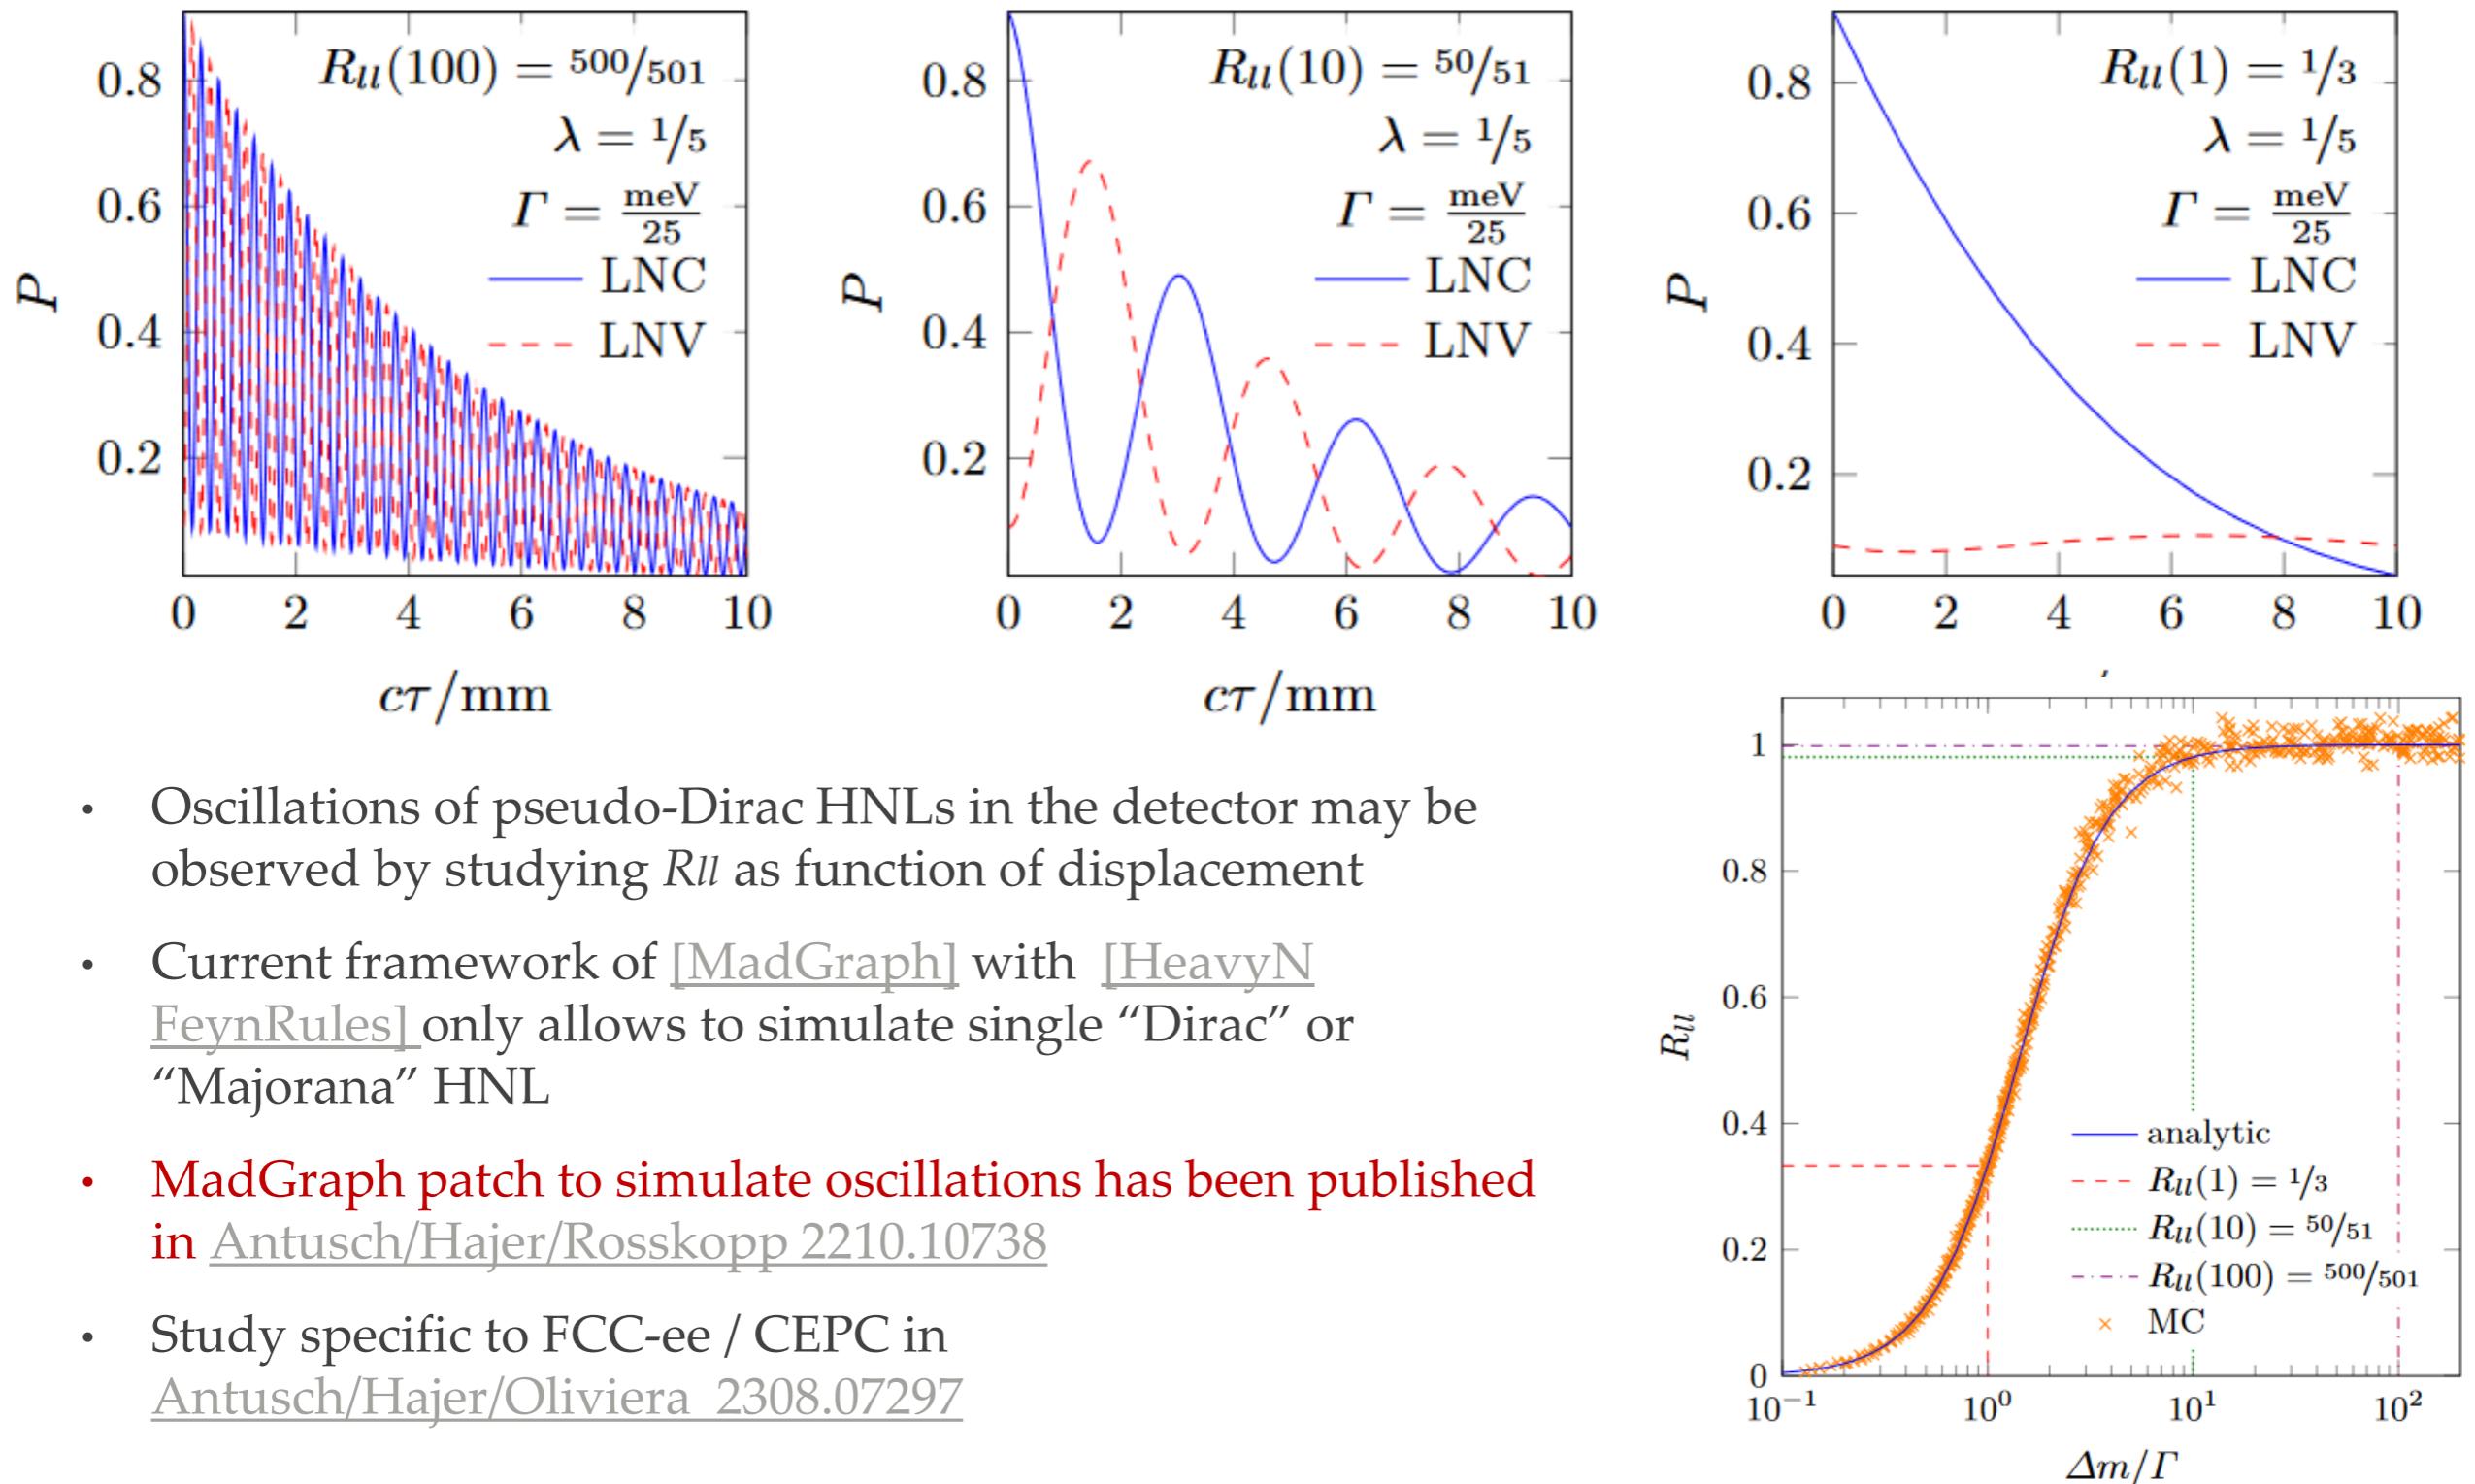 R_ll(100) = 500/501
λ = 1/5
Γ = meV/25
LNC
LNV
P
0.8
0.6
0.4
0.2
0 2 4 6 8 10
cτ/mm
R_ll(10) = 50/51
λ = 1/5
Γ = meV/25
LNC
LNV
P
0.8
0.6
0.4
0.2
0 2 4 6 8 10
cτ/mm
R_ll(1) = 1/3
λ = 1/5
Γ = meV/25
LNC
LNV
P
0.8
0.6
0.4
0.2
0 2 4 6 8 10
• Oscillations of pseudo-Dirac HNLs in the detector may be
observed by studying Rll as function of displacement
• Current framework of [MadGraph] with [HeavyN
FeynRules] only allows to simulate single “Dirac” or
“Majorana” HNL
• MadGraph patch to simulate oscillations has been published
in Antusch/Hajer/Rosskopp 2210.10738
• Study specific to FCC-ee / CEPC in
Antusch/Hajer/Oliviera 2308.07297
R_ll
1
0.8
0.6
0.4
0.2
0
analytic
R_ll(1) = 1/3
R_ll(10) = 50/51
R_ll(100) = 500/501
MC
10⁻¹ 10⁰ 10¹ 10²
Δm/Γ